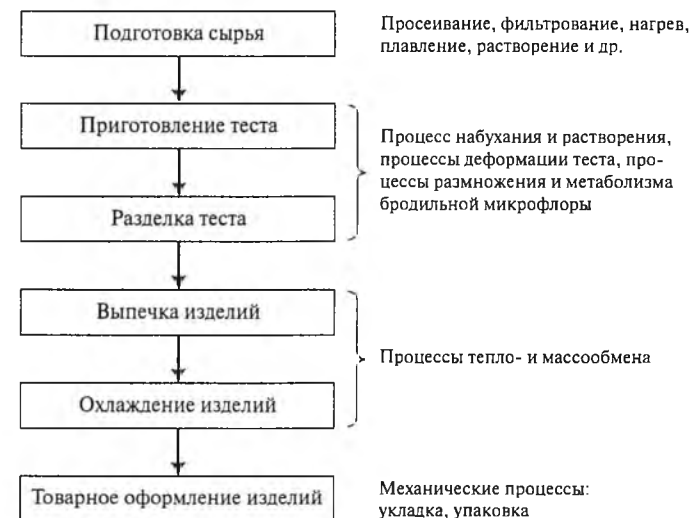 Подготовка сырья
Просеивание, фильтрование, нагрев,
плавление, растворение и др.
Приготовление теста
Разделка теста
Процесс набухания и растворения,
процессы деформации теста, про-
цессы размножения и метаболизма
бродильной микрофлоры
Выпечка изделий
Охлаждение изделий
Процессы тепло- и массообмена
Товарное оформление изделий
Механические процессы:
укладка, упаковка